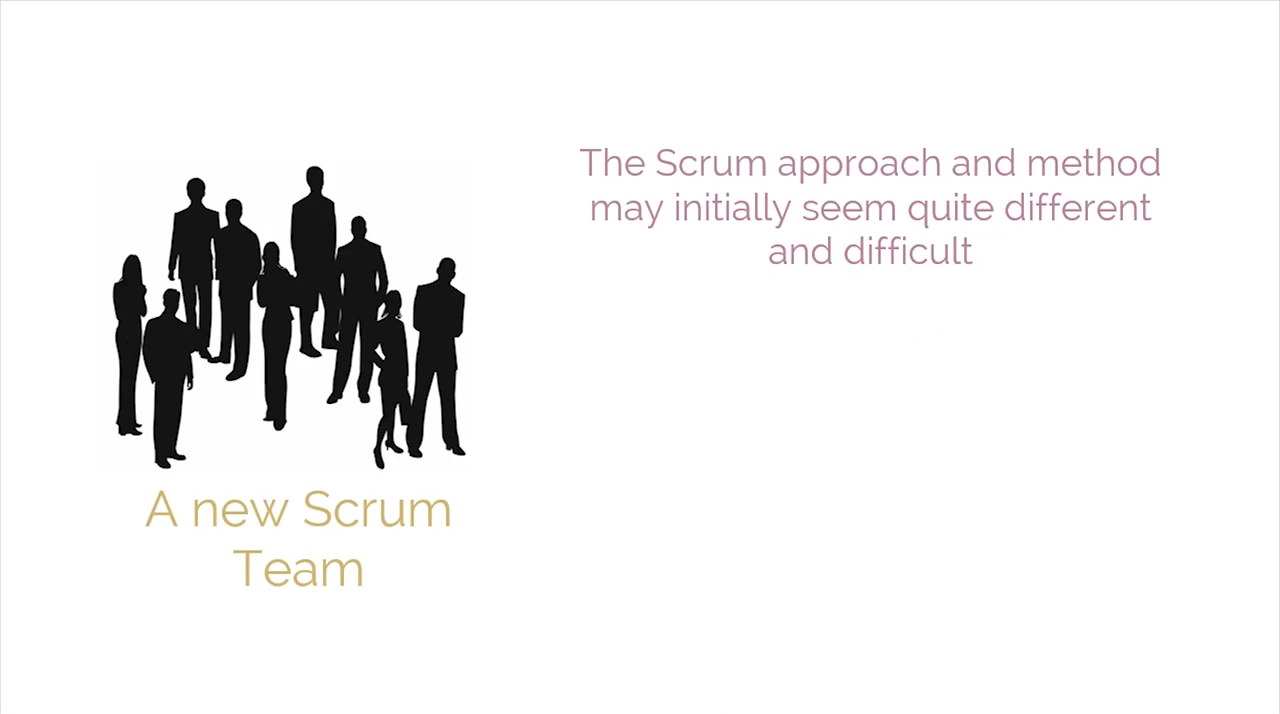 The Scrum approach and method
may initially seem quite different
and difficult
A new Scrum
Team